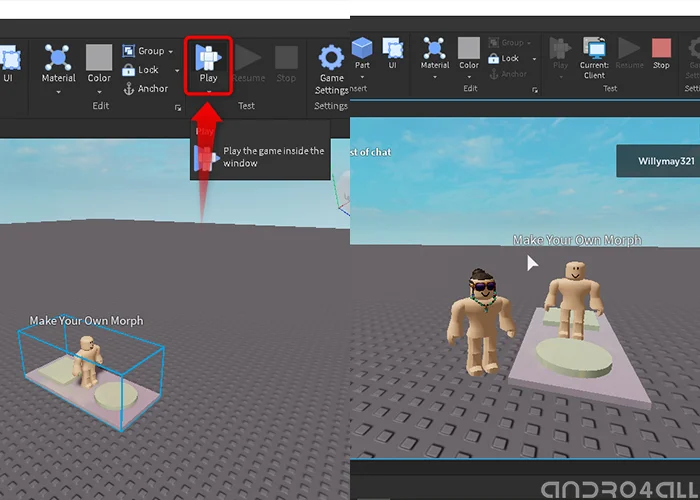 UI
Material
Color
Group
Lock
Anchor
Edit
Play
Resume
Stop
Test
Game
Settings
Settings
Play
Play the game inside the
window
Make Your Own Morph
Part
UI
Material
Color
Group
Lock
Anchor
Edit
Play
Current:
Client
Resume
Stop
Test
st of chat
Willymay321
Make Your Own Morph
ANDRO4ALL